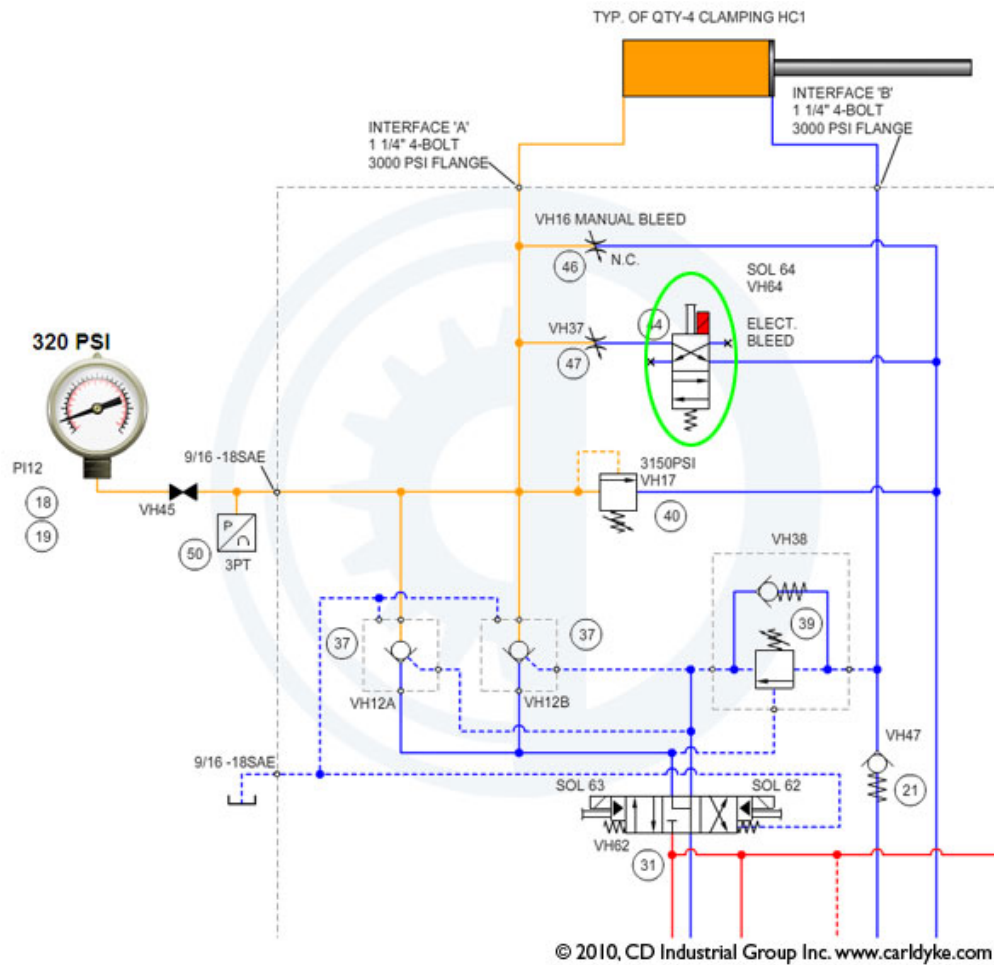 TYP. OF QTY-4 CLAMPING HC1
INTERFACE 'A'
1 1/4" 4-BOLT
3000 PSI FLANGE
INTERFACE 'B'
1 1/4" 4-BOLT
3000 PSI FLANGE
VH16 MANUAL BLEED
46
N.C.
SOL 64
VH64
44
ELECT.
BLEED
VH37
47
320 PSI
PI12
18
19
9/16 -18SAE
VH45
50
P
3PT
3150PSI
VH17
40
VH38
39
37
37
VH12A
VH12B
VH47
21
9/16 -18SAE
SOL 63
SOL 62
VH62
31
© 2010, CD Industrial Group Inc. www.carldyke.com